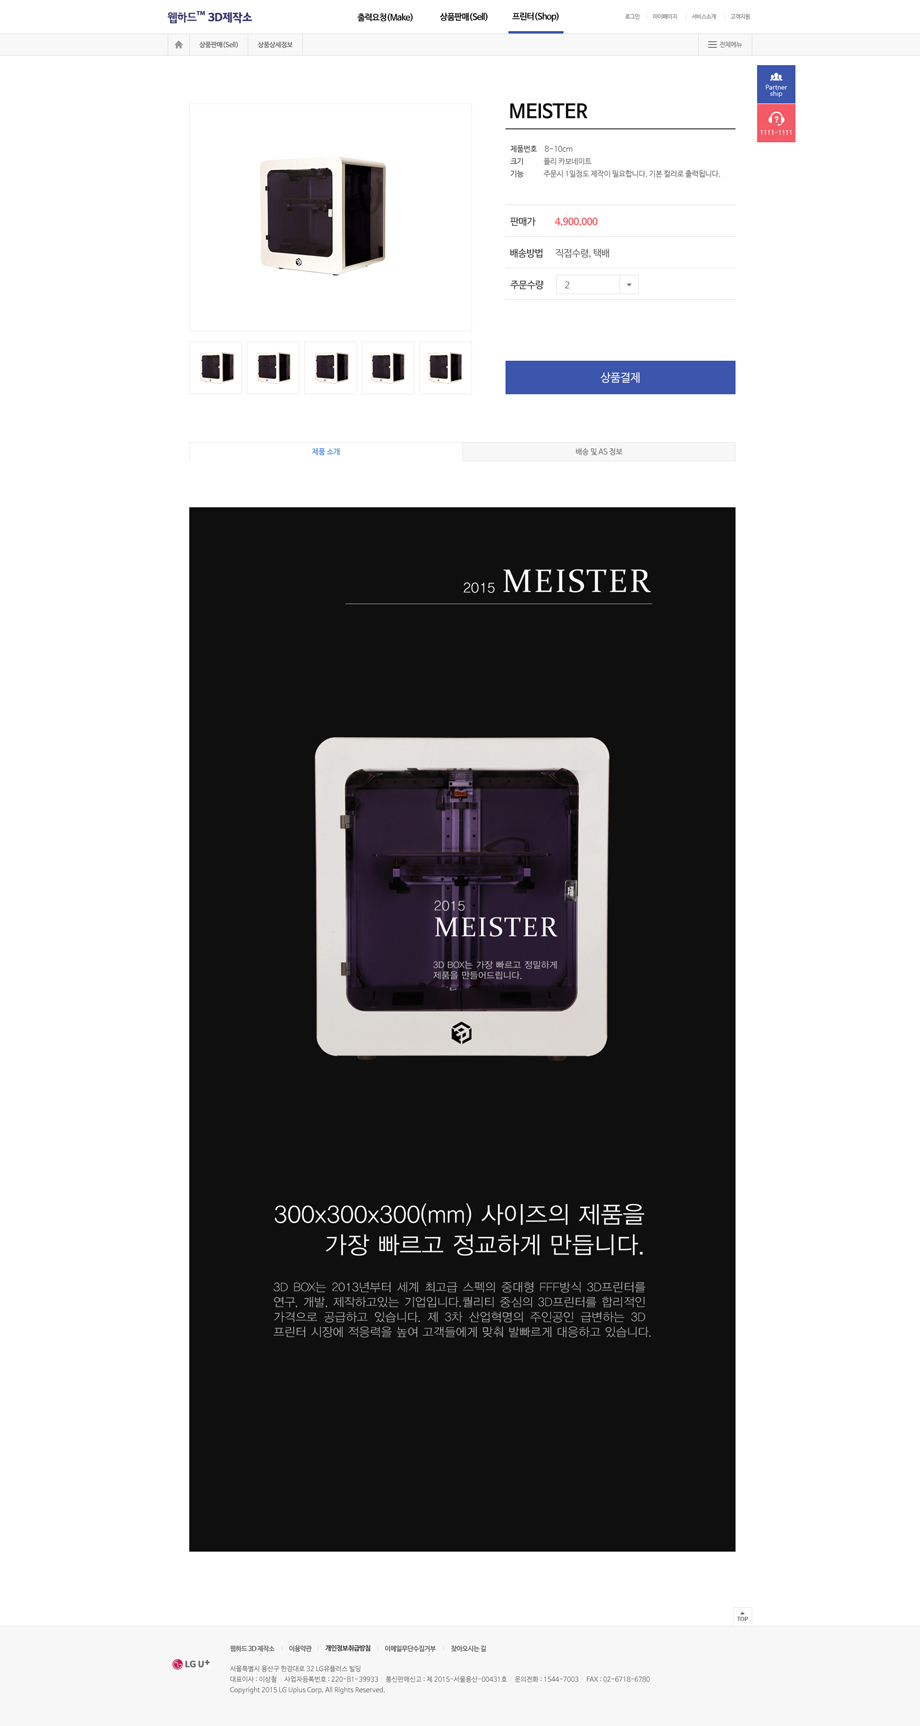 웹하드™ 3D제작소
출력요청(Make)
상품판매(Sell)
프린터(Shop)
로그인
마이페이지
서비스소개
고객지원
상품판매(Sell)
상품상세정보
전체메뉴
Partner
ship
1111-1111
MEISTER
제품번호 8~10cm
크기 폴리 카보네이트
기능 주문시 1일정도 제작이 필요합니다. 기본 컬러로 출력됩니다.
판매가 4,900,000
배송방법 직접수령, 택배
주문수량 2
상품결제
제품 소개
배송 및 AS 정보
2015 MEISTER
2015
MEISTER
3D BOX는 가장 빠르고 정밀하게
제품을 만들어드립니다.
300x300x300(mm) 사이즈의 제품을
가장 빠르고 정교하게 만듭니다.
3D BOX는 2013년부터 세계 최고급 스펙의 중대형 FFF방식 3D프린터를
연구, 개발, 제작하고있는 기업입니다.퀄리티 중심의 3D프린터를 합리적인
가격으로 공급하고 있습니다. 제 3차 산업혁명의 주인공인 급변하는 3D
프린터 시장에 적응력을 높여 고객들에게 맞춰 발빠르게 대응하고 있습니다.
TOP
웹하드 3D 제작소
이용약관
개인정보취급방침
이메일무단수집거부
찾아오시는 길
LG U+
서울특별시 용산구 한강대로 32 LG유플러스 빌딩
대표이사 : 이상철 사업자등록번호 : 220-81-39933 통신판매신고 : 제 2015-서울용산-00431호 문의전화 : 1544-7003 FAX : 02-6718-6780
Copyright 2015 LG Uplus Corp. All Rights Reserved.